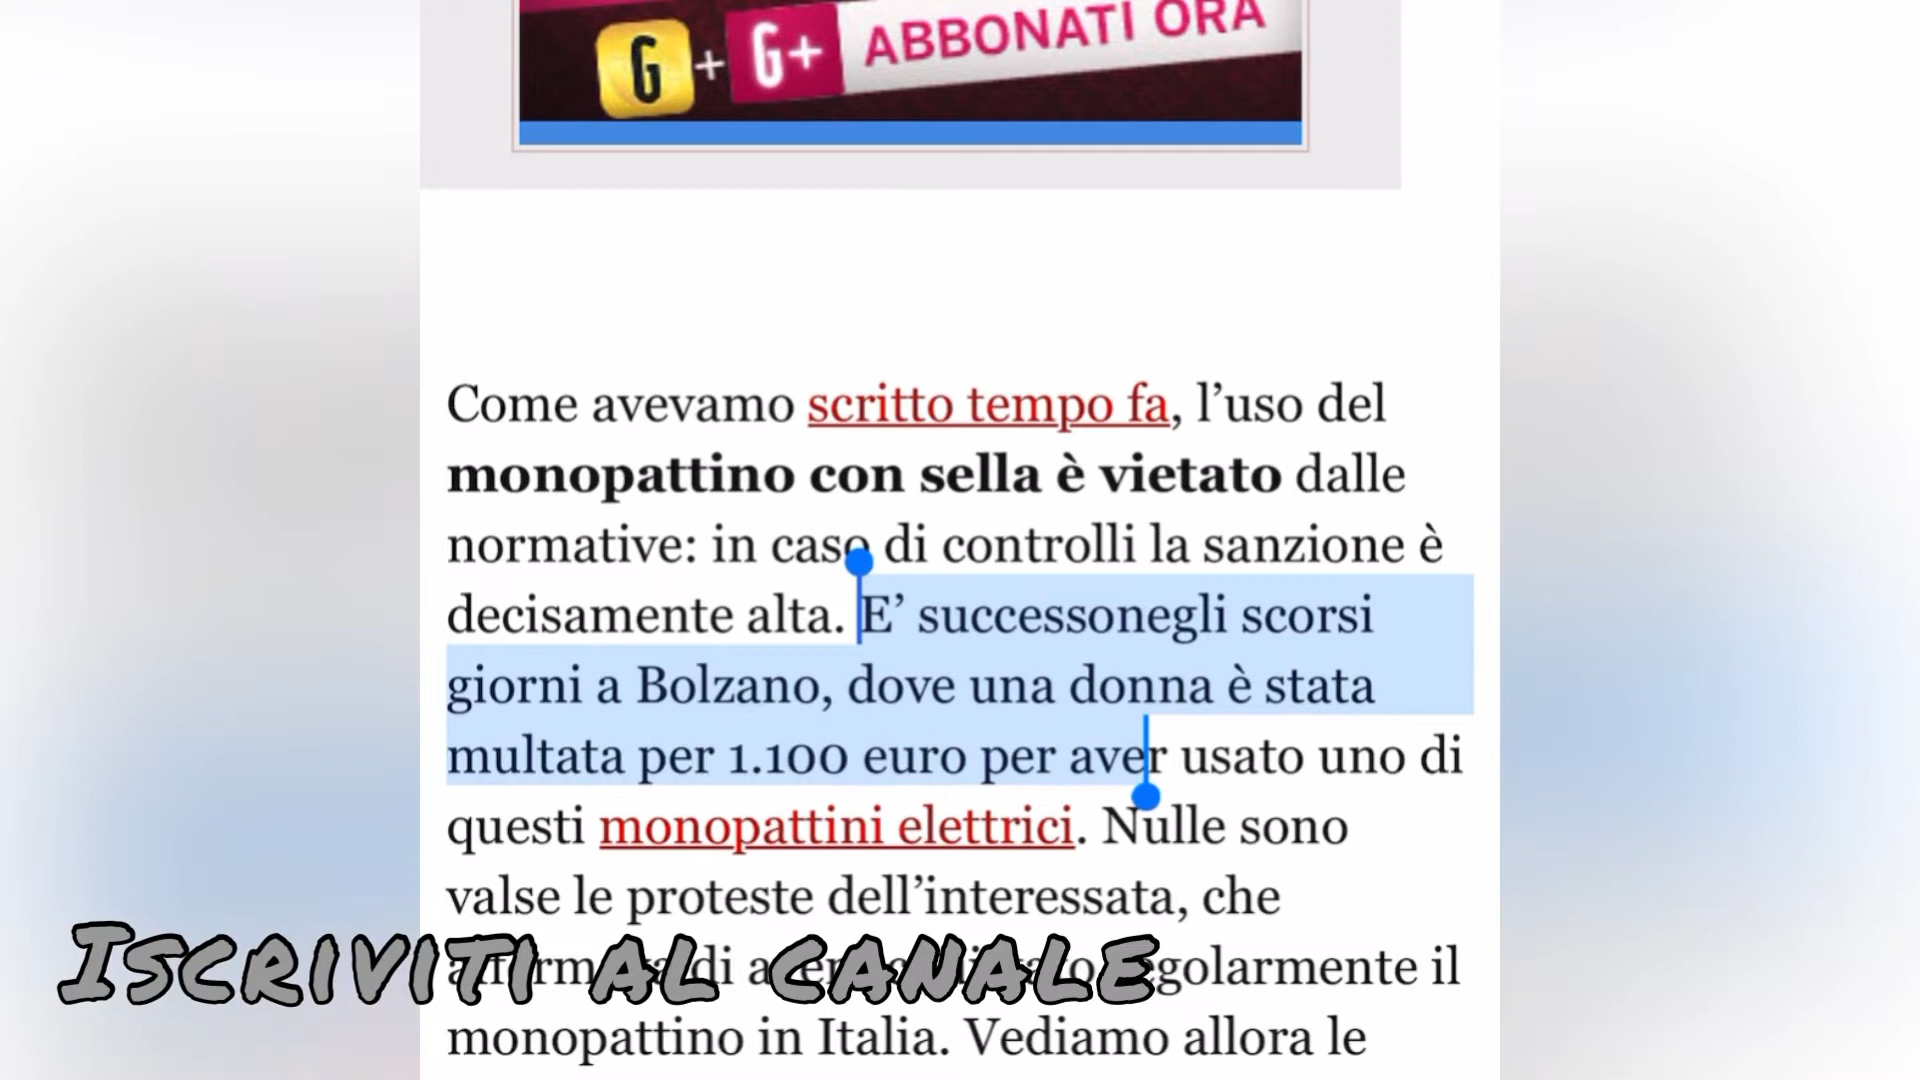 G + G+ ABBONATI ORA
Come avevamo scritto tempo fa, l’uso del
monopattino con sella è vietato dalle
normative: in caso di controlli la sanzione è
decisamente alta. E’ successonegli scorsi
giorni a Bolzano, dove una donna è stata
multata per 1.100 euro per aver usato uno di
questi monopattini elettrici. Nulle sono
valse le proteste dell’interessata, che
di regolarmente il
Iscriviti al canale
monopattino in Italia. Vediamo allora le